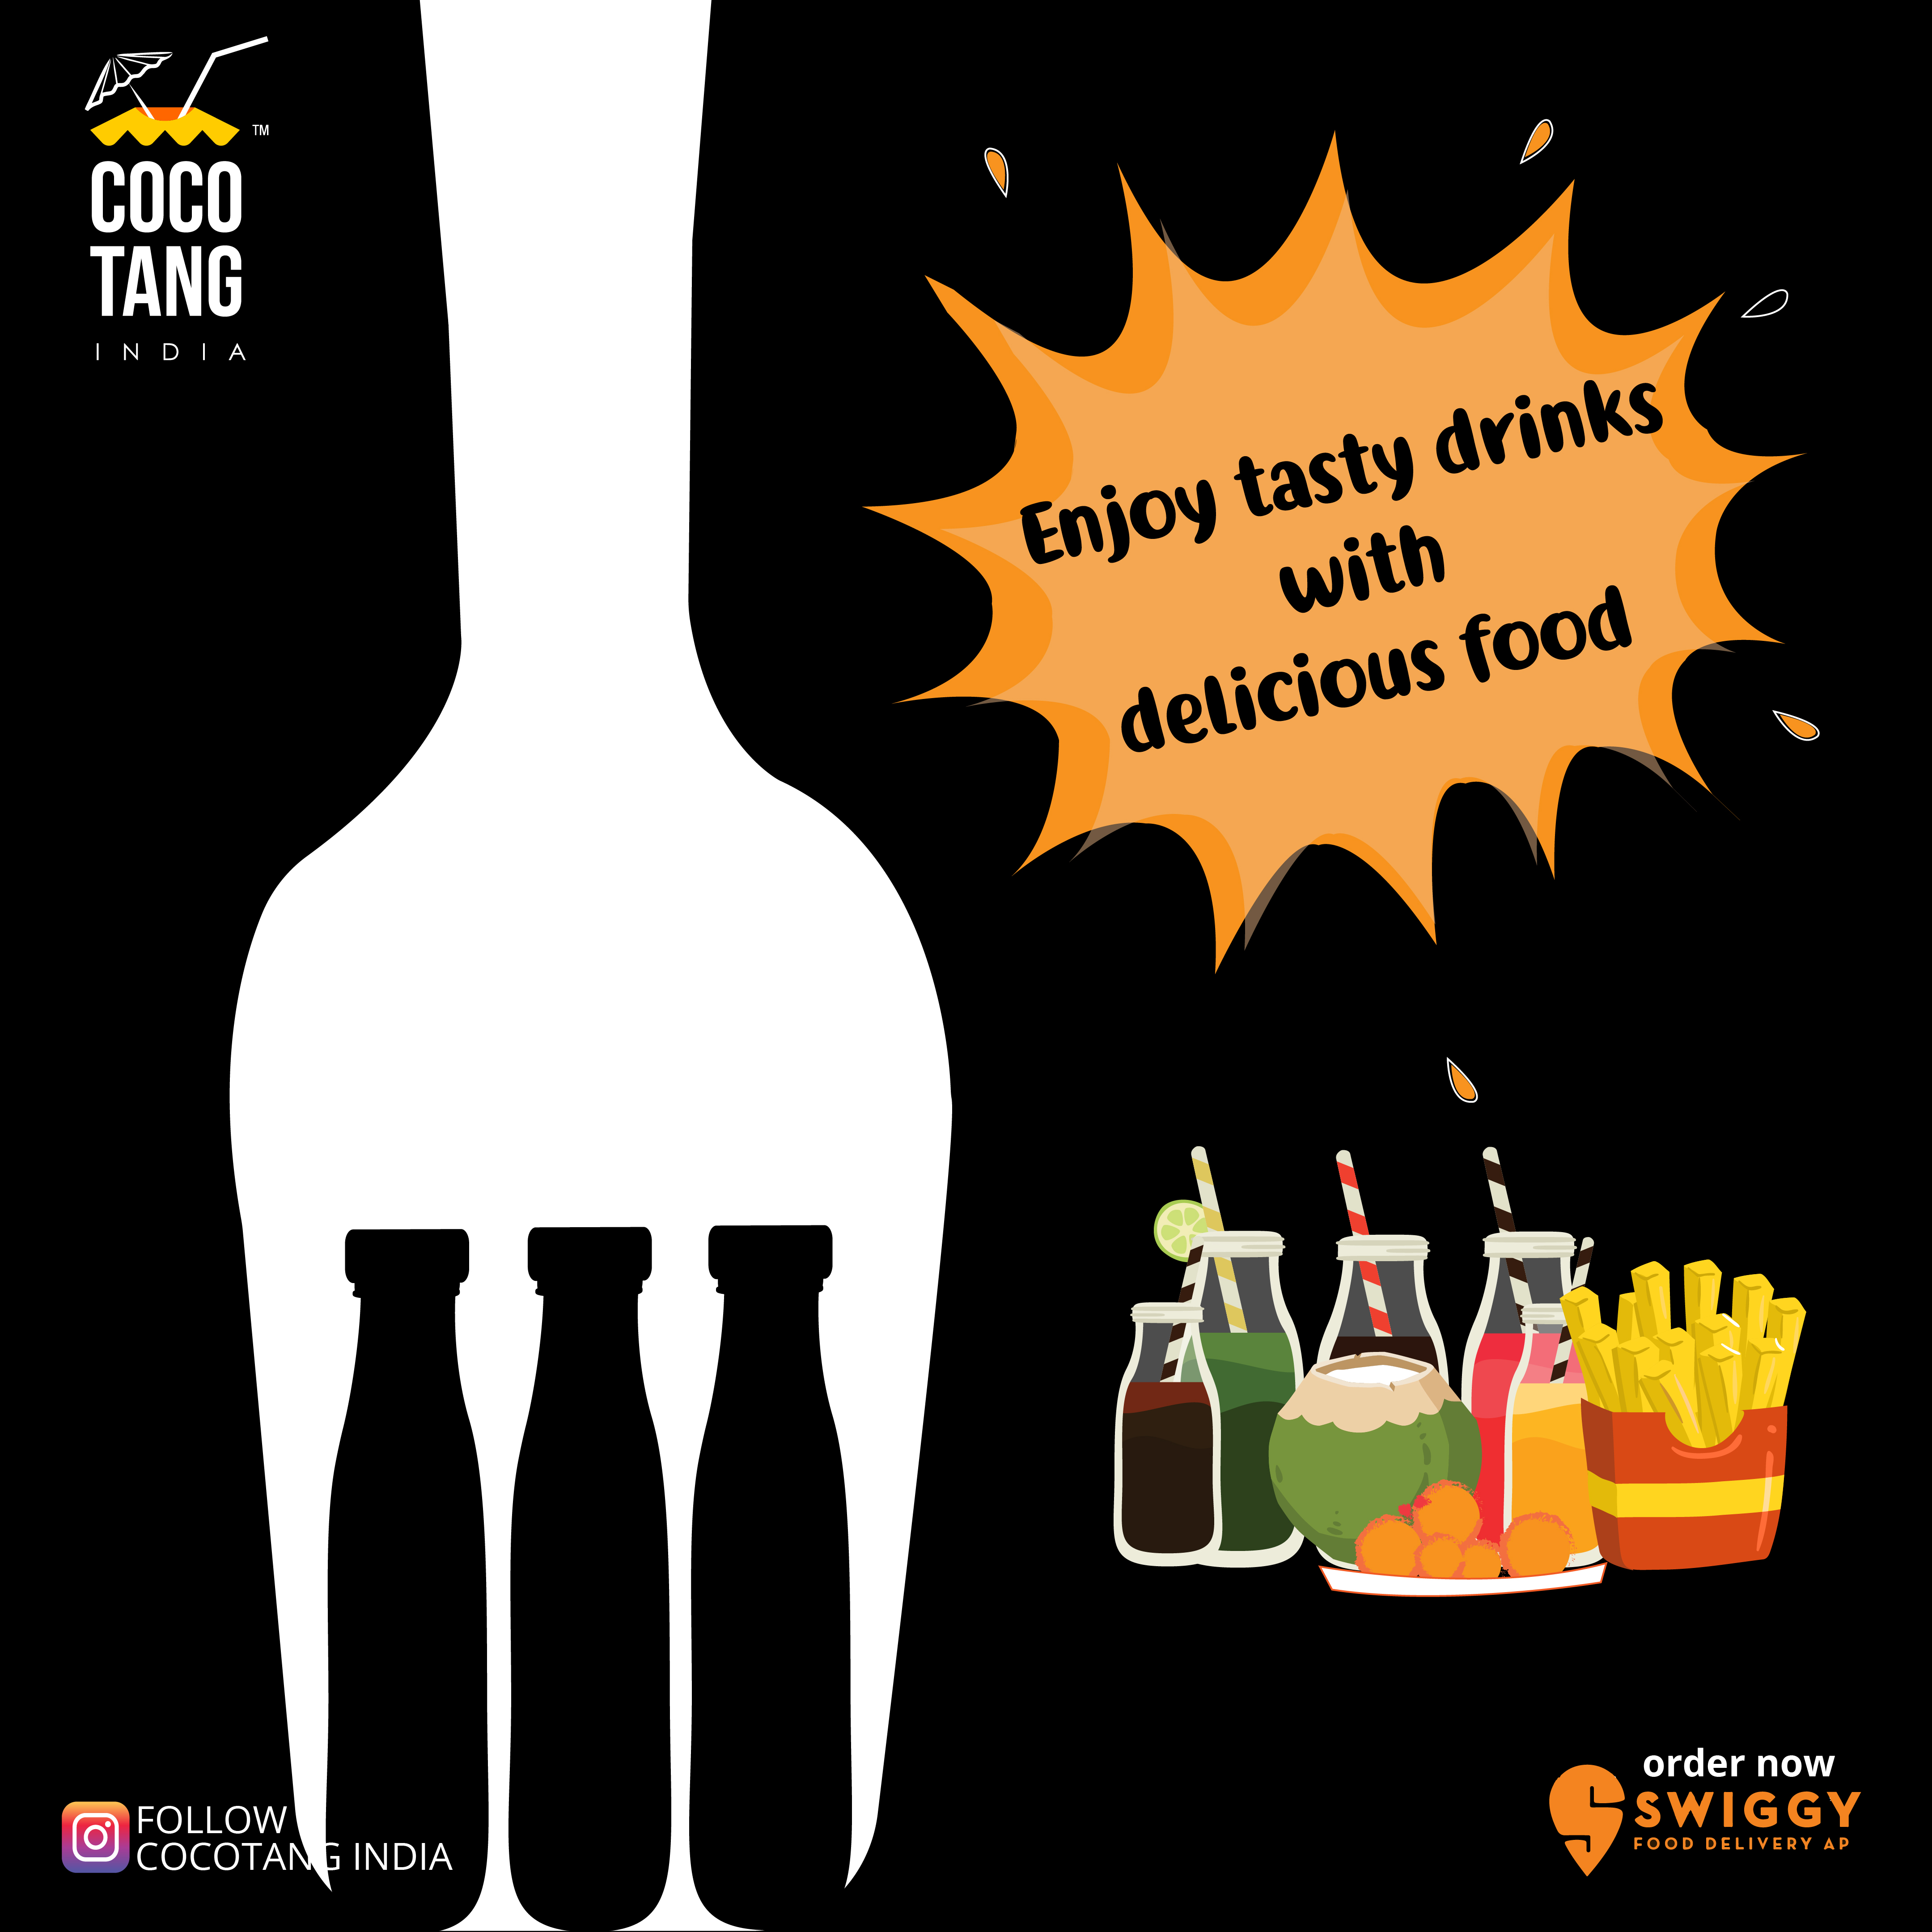 TM
COCO
TANG
INDIA
Enjoy tasty drinks
with
delicious food
order now
SWIGGY
FOOD DELIVERY AP
FOLLOW
COCOTANG INDIA